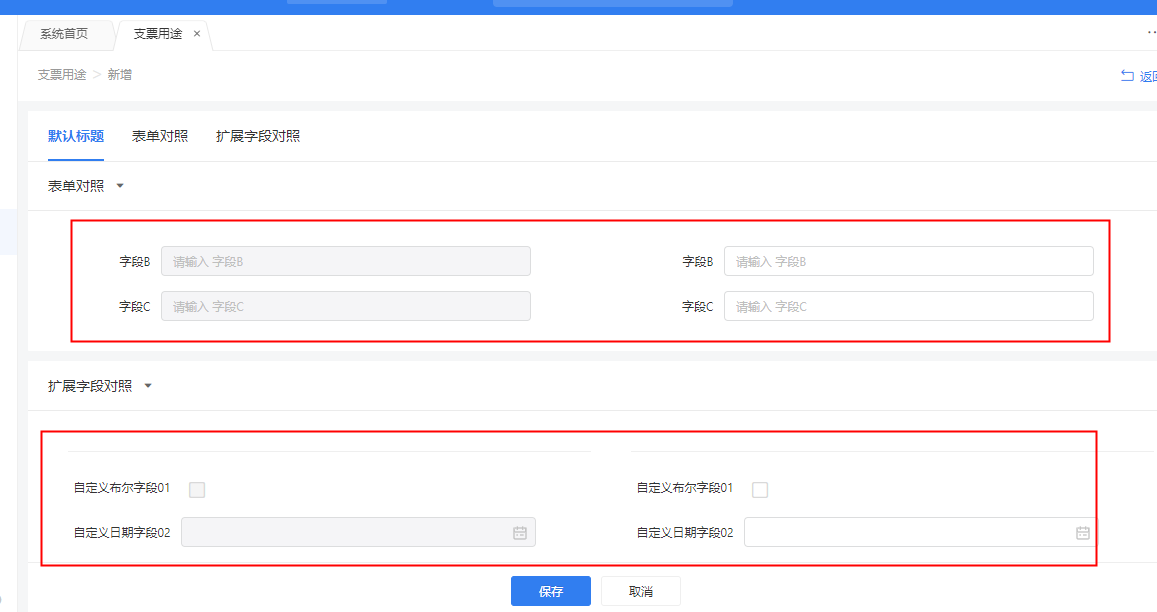 系统首页 支票用途 ×
支票用途 > 新增 返回
默认标题 表单对照 扩展字段对照
表单对照
字段B 请输入 字段B 字段B 请输入 字段B
字段C 请输入 字段C 字段C 请输入 字段C
扩展字段对照
自定义布尔字段01 自定义布尔字段01
自定义日期字段02 自定义日期字段02
保存 取消